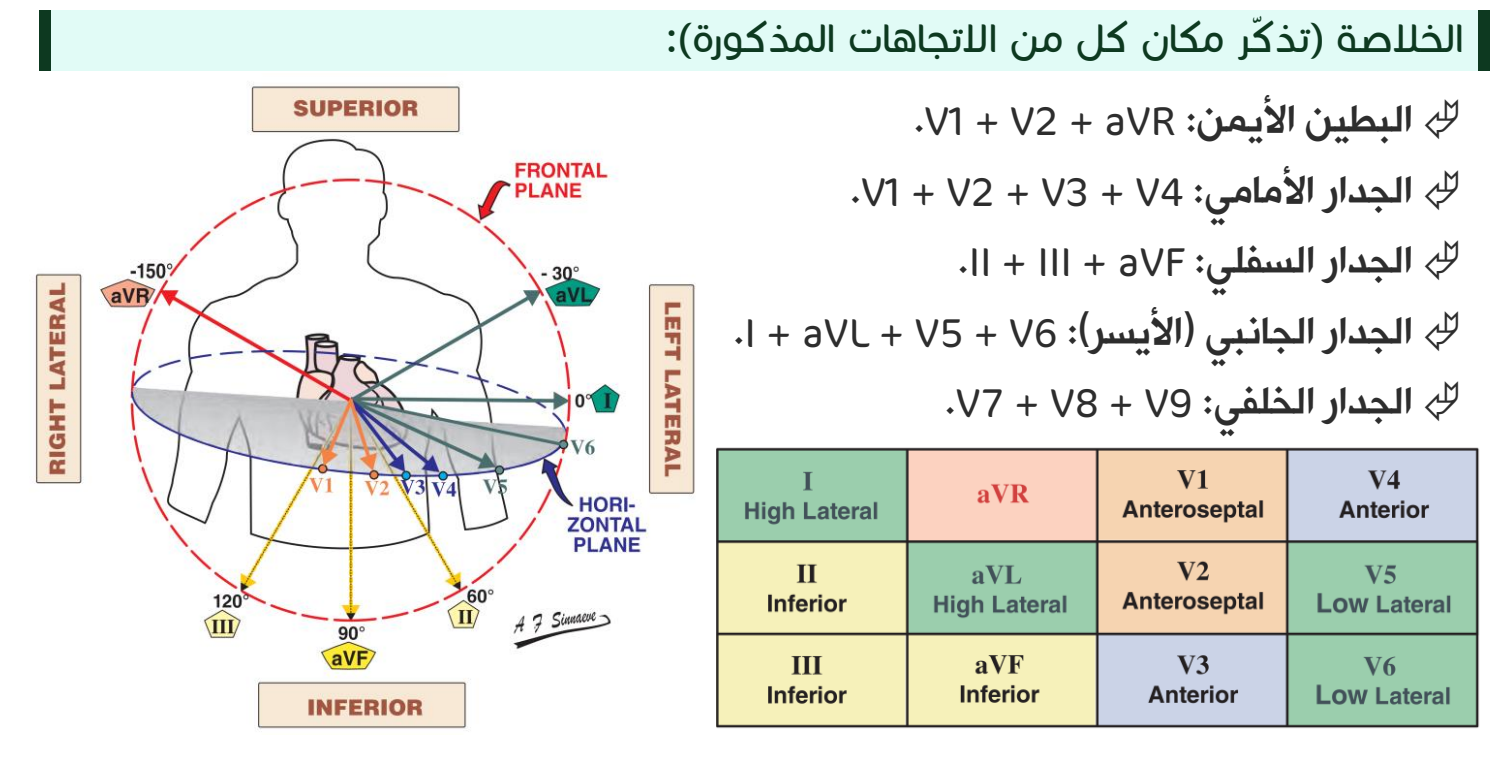 الخلاصة (تذكّر مكان كل من الاتجاهات المذكورة):
البطين الأيمن: V1 + V2 + aVR.
الجدار الأمامي: V1 + V2 + V3 + V4.
الجدار السفلي: II + III + aVF.
الجدار الجانبي (الأيسر): I + aVL + V5 + V6.
الجدار الخلفي: V7 + V8 + V9.
SUPERIOR
FRONTAL
PLANE
-150°
aVR
- 30°
aVL
RIGHT LATERAL
LEFT LATERAL
0° I
V6
V1 V2 V3 V4 V5
HORI-
ZONTAL
PLANE
120°
III
60°
II
90°
aVF
A F Sinnaeve
INFERIOR
I aVR V1 V4
High Lateral Anteroseptal Anterior
II aVL V2 V5
Inferior High Lateral Anteroseptal Low Lateral
III aVF V3 V6
Inferior Inferior Anterior Low Lateral